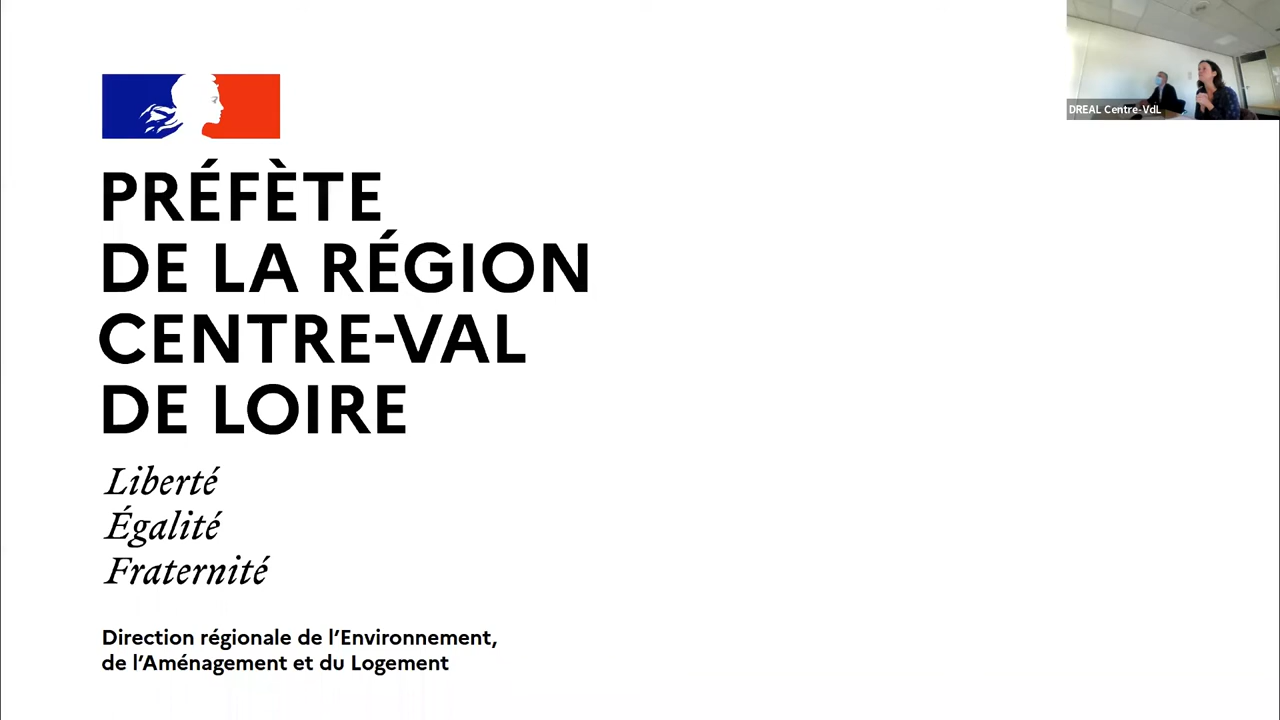 PRÉFÈTE
DE LA RÉGION
CENTRE-VAL
DE LOIRE
Liberté
Égalité
Fraternité
Direction régionale de l'Environnement,
de l'Aménagement et du Logement
DREAL Centre-VdL